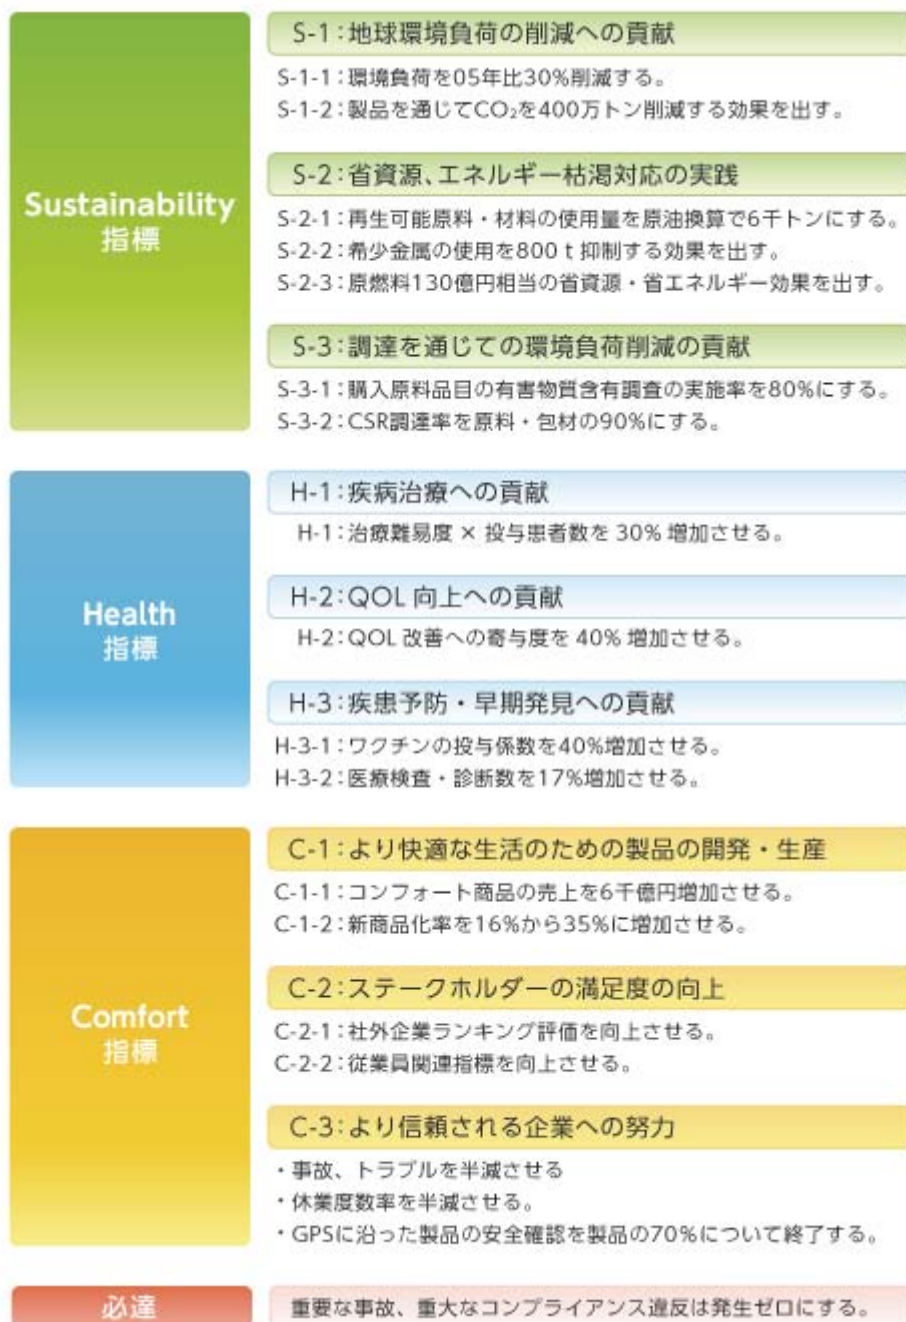 Sustainability
指標
S-1:地球環境負荷の削減への貢献
S-1-1:環境負荷を05年比30%削減する。
S-1-2:製品を通じてCO₂を400万トン削減する効果を出す。
S-2:省資源、エネルギー枯渇対応の実践
S-2-1:再生可能原料・材料の使用量を原油換算で6千トンにする。
S-2-2:希少金属の使用を800t抑制する効果を出す。
S-2-3:原燃料130億円相当の省資源・省エネルギー効果を出す。
S-3:調達を通じての環境負荷削減の貢献
S-3-1:購入原料品目の有害物質含有調査の実施率を80%にする。
S-3-2:CSR調達率を原料・包材の90%にする。
Health
指標
H-1:疾病治療への貢献
H-1:治療難易度 × 投与患者数を 30% 増加させる。
H-2:QOL 向上への貢献
H-2:QOL 改善への寄与度を 40% 増加させる。
H-3:疾患予防・早期発見への貢献
H-3-1:ワクチンの投与係数を40%増加させる。
H-3-2:医療検査・診断数を17%増加させる。
Comfort
指標
C-1:より快適な生活のための製品の開発・生産
C-1-1:コンフォート商品の売上を6千億円増加させる。
C-1-2:新商品化率を16%から35%に増加させる。
C-2:ステークホルダーの満足度の向上
C-2-1:社外企業ランキング評価を向上させる。
C-2-2:従業員関連指標を向上させる。
C-3:より信頼される企業への努力
・事故、トラブルを半減させる
・休業度数率を半減させる。
・GPSに沿った製品の安全確認を製品の70%について終了する。
必達
重要な事故、重大なコンプライアンス違反は発生ゼロにする。